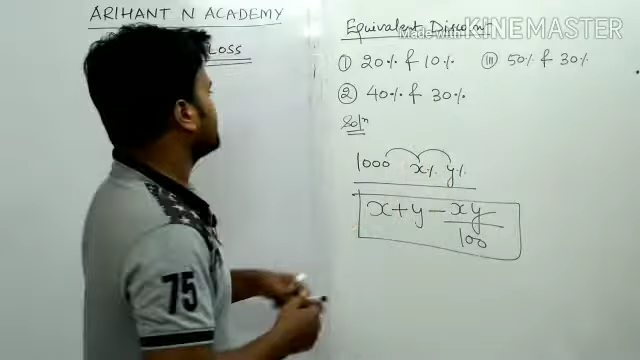 ARIHANT N ACADEMY
LOSS
Equivalent Discount
Made with KINEMASTER
① 20% & 10%
⑪ 50% & 30%
② 40% & 30%
Soln
1000 x% y%
x+y-xy/100
75